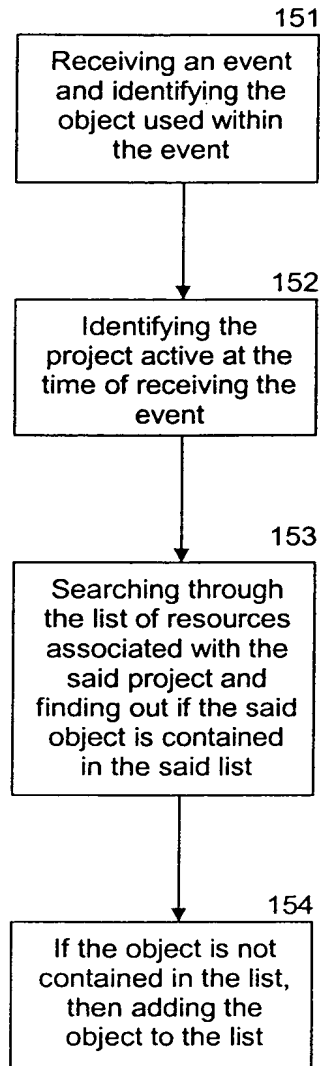 151
Receiving an event
and identifying the
object used within
the event
152
Identifying the
project active at the
time of receiving the
event
153
Searching through
the list of resources
associated with the
said project and
finding out if the said
object is contained
in the said list
154
If the object is not
contained in the list,
then adding the
object to the list